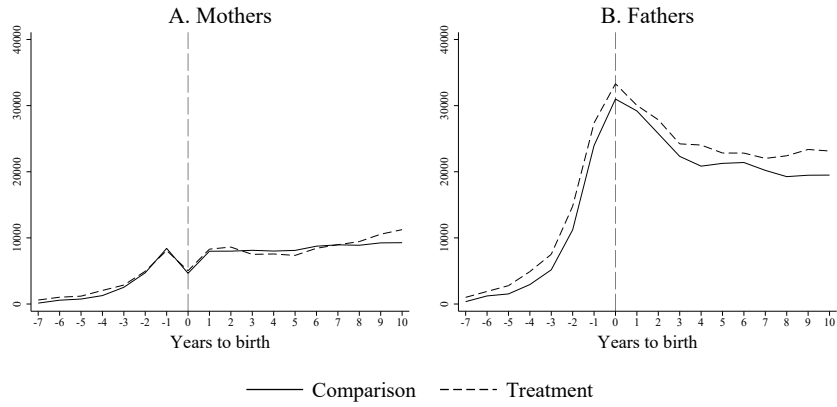 A. Mothers
40000
30000
20000
10000
0
-7 -6 -5 -4 -3 -2 -1 0 1 2 3 4 5 6 7 8 9 10
Years to birth
B. Fathers
40000
30000
20000
10000
0
-7 -6 -5 -4 -3 -2 -1 0 1 2 3 4 5 6 7 8 9 10
Years to birth
Comparison Treatment